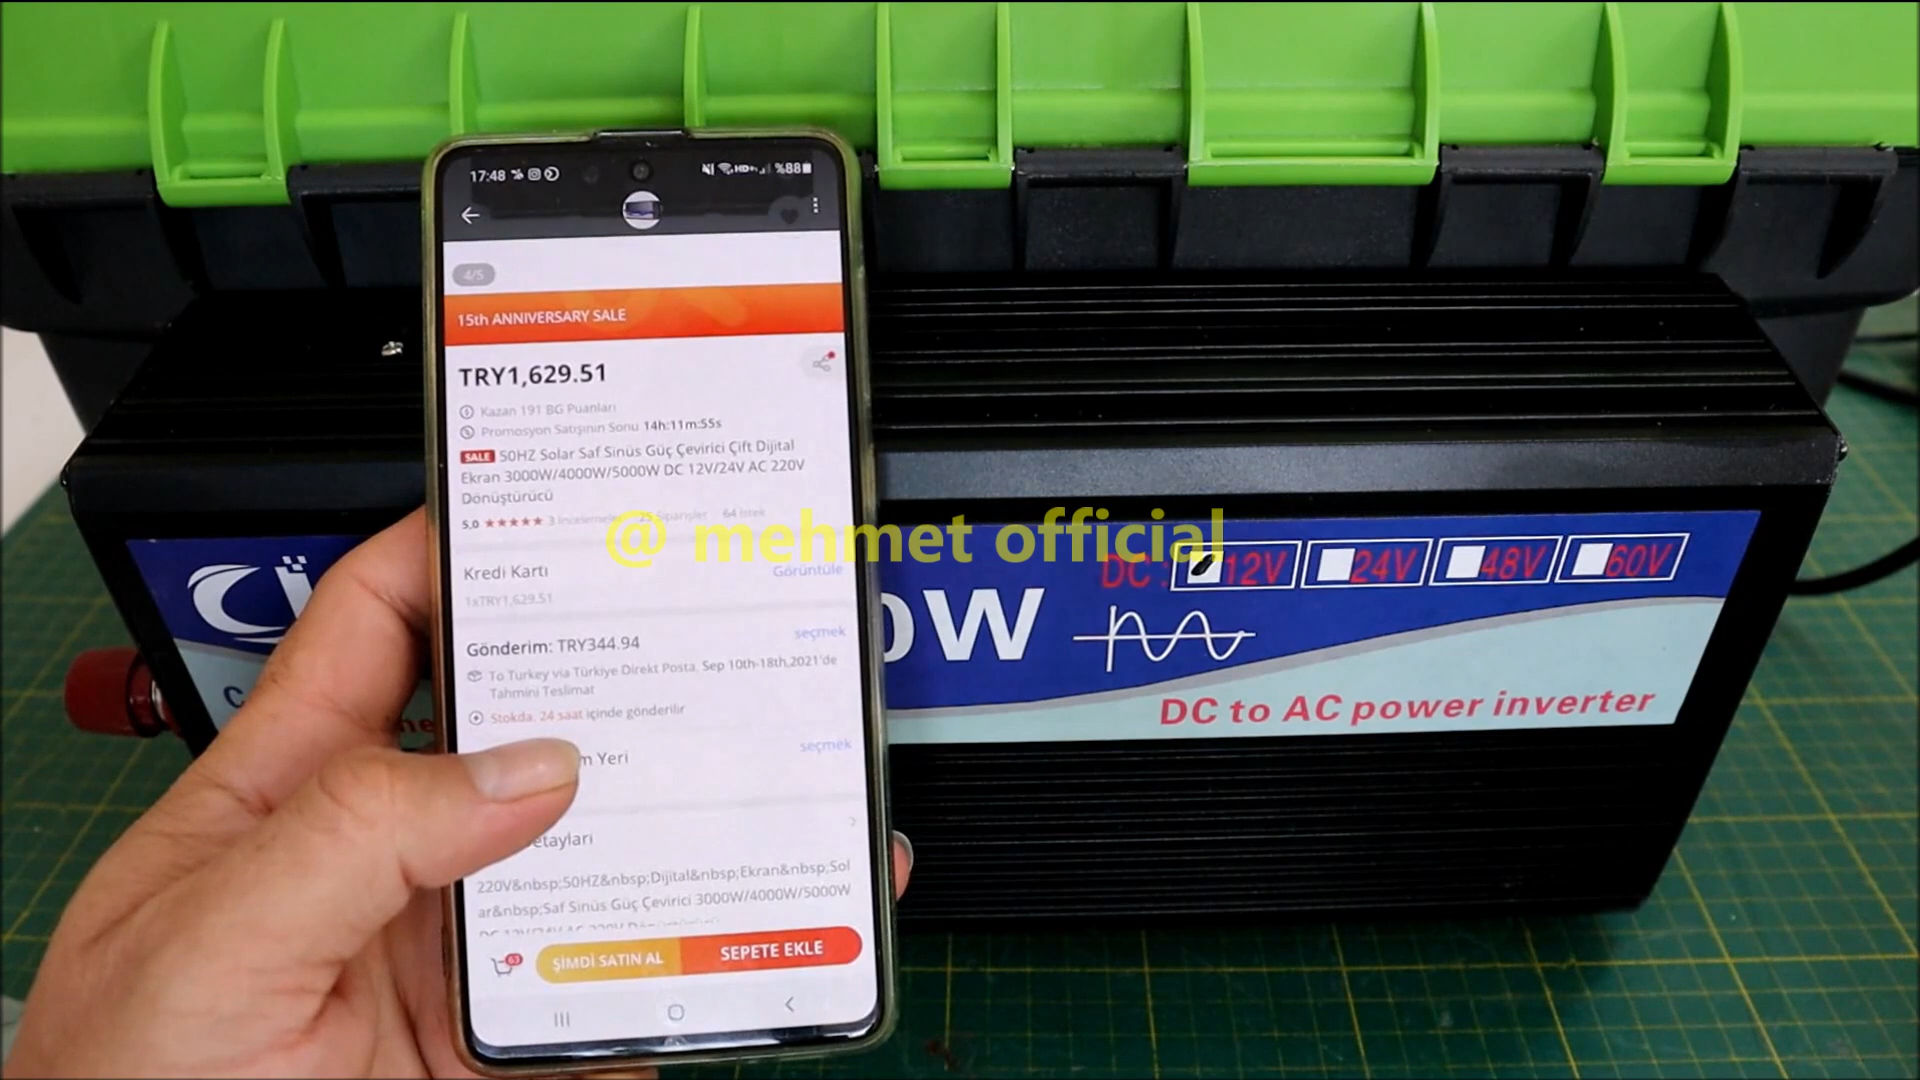 17:48
%88
4/5
15th ANNIVERSARY SALE
TRY1,629.51
Kazan 191 BG Puanları
Promosyon Satışının Sonu 14h:11m:55s
SALE 50HZ Solar Saf Sinüs Güç Çevirici Çift Dijital
Ekran 3000W/4000W/5000W DC 12V/24V AC 220V
Dönüştürücü
5,0 ★★★★★ 3 İncelemeler 25 Siparişler 64 İstek
@ mehmet official
Kredi Kartı Görüntüle
1xTRY1,629.51
Gönderim: TRY344.94 seçmek
To Turkey via Türkiye Direkt Posta. Sep 10th-18th,2021'de
Tahmini Teslimat
Stokda. 24 saat içinde gönderilir
Yeri seçmek
220V&nbsp;50HZ&nbsp;Dijital&nbsp;Ekran&nbsp;Sol
ar&nbsp;Saf Sinüs Güç Çevirici 3000W/4000W/5000W
63
ŞİMDİ SATIN AL SEPETE EKLE
DC: 12V 24V 48V 60V
0W
DC to AC power inverter